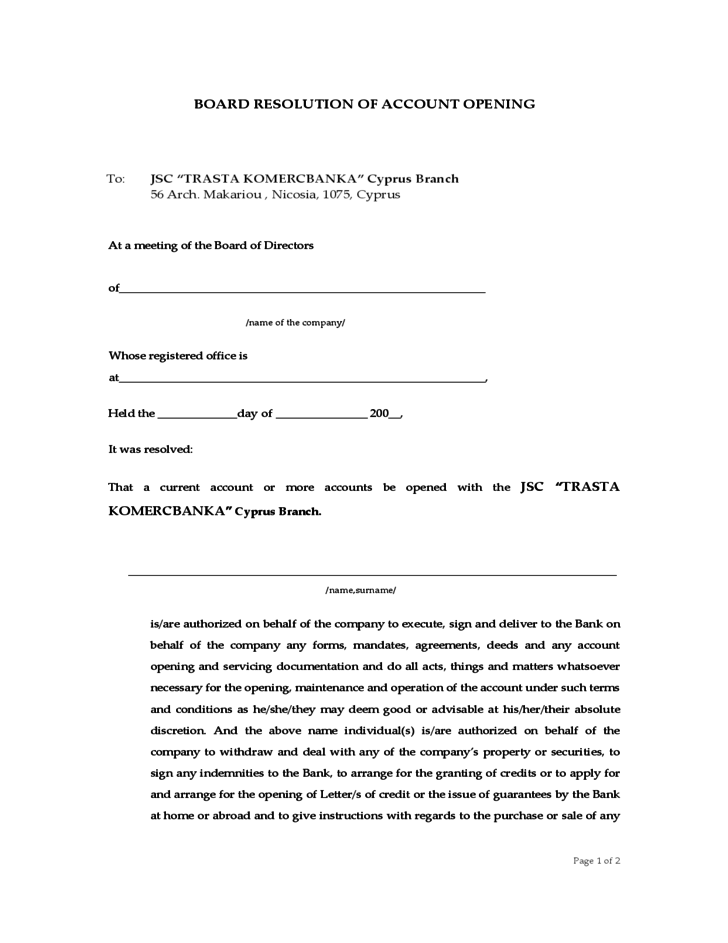 BOARD RESOLUTION OF ACCOUNT OPENING
To: JSC “TRASTA KOMERCBANKA” Cyprus Branch
56 Arch. Makariou , Nicosia, 1075, Cyprus
At a meeting of the Board of Directors
of___________________________________________________________
/name of the company/
Whose registered office is
at___________________________________________________________,
Held the _____________day of _______________ 200__,
It was resolved:
That a current account or more accounts be opened with the JSC “TRASTA
KOMERCBANKA” Cyprus Branch.
_______________________________________________________________________________
/name,surname/
is/are authorized on behalf of the company to execute, sign and deliver to the Bank on
behalf of the company any forms, mandates, agreements, deeds and any account
opening and servicing documentation and do all acts, things and matters whatsoever
necessary for the opening, maintenance and operation of the account under such terms
and conditions as he/she/they may deem good or advisable at his/her/their absolute
discretion. And the above name individual(s) is/are authorized on behalf of the
company to withdraw and deal with any of the company’s property or securities, to
sign any indemnities to the Bank, to arrange for the granting of credits or to apply for
and arrange for the opening of Letter/s of credit or the issue of guarantees by the Bank
at home or abroad and to give instructions with regards to the purchase or sale of any
Page 1 of 2